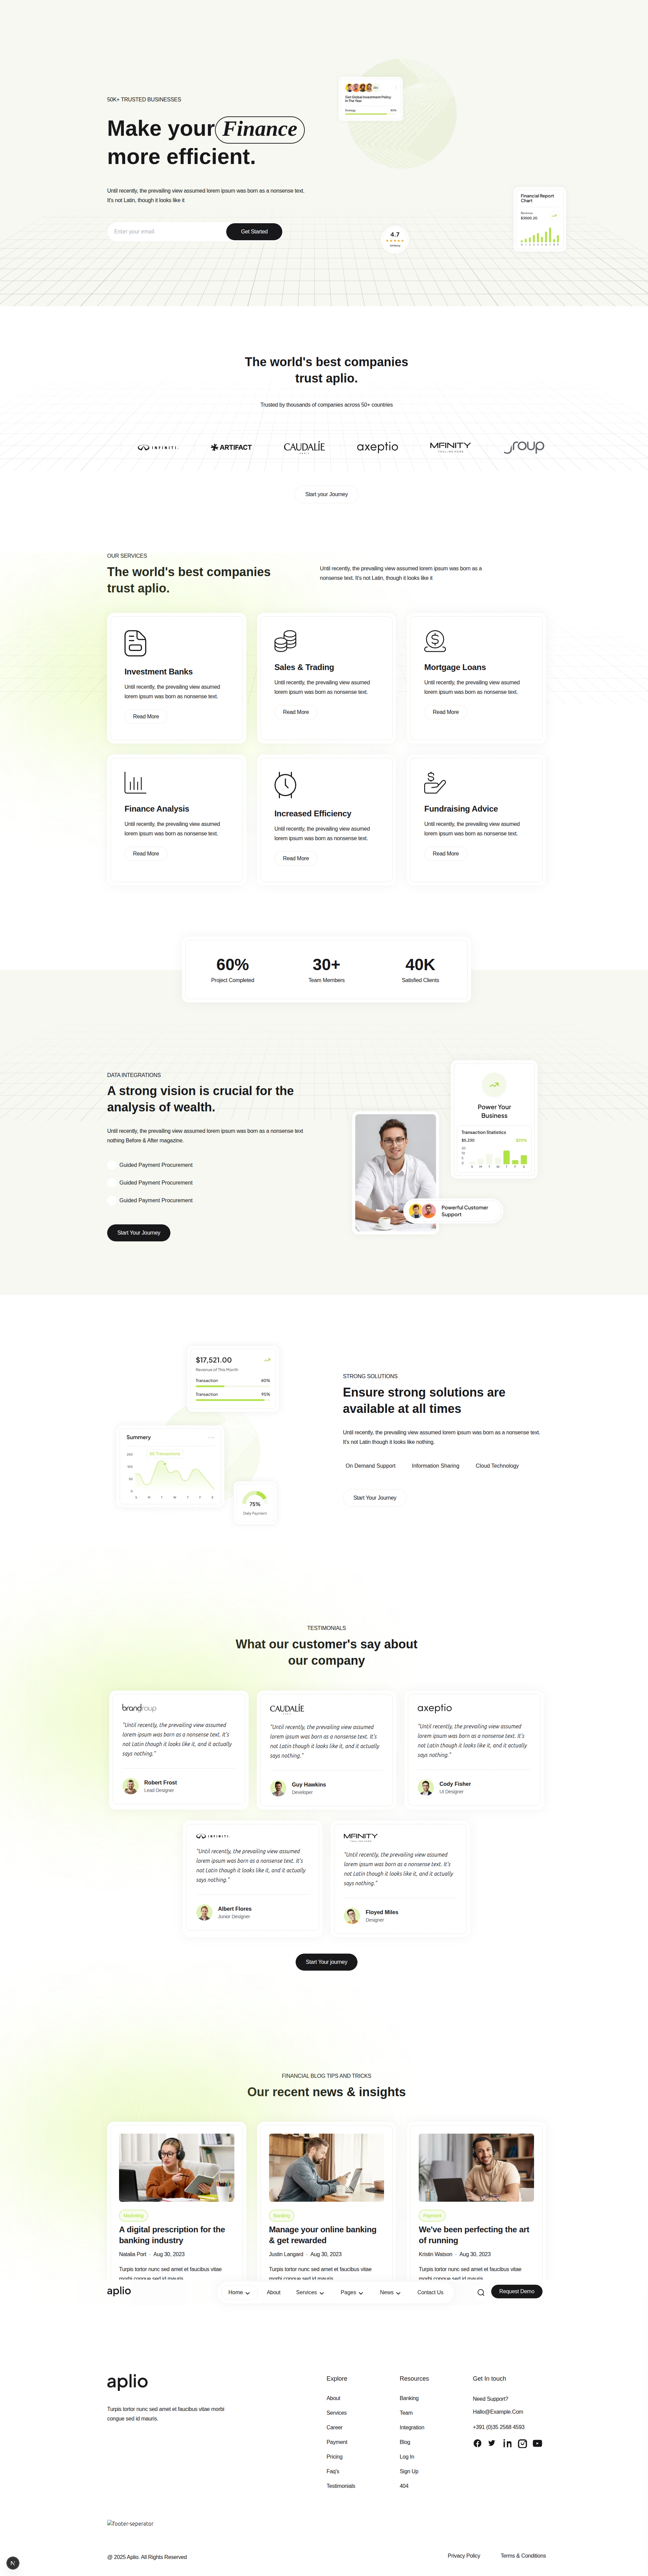 50K+ TRUSTED BUSINESSES
Make your Finance
more efficient.
Until recently, the prevailing view assumed lorem ipsum was born as a nonsense text.
It's not Latin, though it looks like it
Enter your email
Get Started
Get Global Investment Policy
In The Year
Strategy 80%
4.7
Financial Report
Chart
Revenue
$3000.20
The world's best companies
trust aplio.
Trusted by thousands of companies across 50+ countries
INFINITI
ARTIFACT
CAUDALÍE
PARIS
axeptio
MFINITY
jroup
Start your Journey
OUR SERVICES
The world's best companies
trust aplio.
Until recently, the prevailing view assumed lorem ipsum was born as a
nonsense text. It's not Latin, though it looks like it
Investment Banks
Until recently, the prevailing view assumed
lorem ipsum was born as nonsense text.
Read More
Sales & Trading
Until recently, the prevailing view assumed
lorem ipsum was born as nonsense text.
Read More
Mortgage Loans
Until recently, the prevailing view assumed
lorem ipsum was born as nonsense text.
Read More
Finance Analysis
Until recently, the prevailing view assumed
lorem ipsum was born as nonsense text.
Read More
Increased Efficiency
Until recently, the prevailing view assumed
lorem ipsum was born as nonsense text.
Read More
Fundraising Advice
Until recently, the prevailing view assumed
lorem ipsum was born as nonsense text.
Read More
60%
Project Completed
30+
Team Members
40K
Satisfied Clients
DATA INTEGRATIONS
A strong vision is crucial for the
analysis of wealth.
Until recently, the prevailing view assumed lorem ipsum was born as a nonsense text
nothing Before & After magazine.
Guided Payment Procurement
Guided Payment Procurement
Guided Payment Procurement
Start Your Journey
Power Your
Business
Transaction Statistics
$5.230
S M T W T F S
Powerful Customer
Support
$17,521.00
Revenue of This Month
Transaction 40%
Transaction 95%
Summery
All Transactions
S M T W T F S
75%
Daily Payment
STRONG SOLUTIONS
Ensure strong solutions are
available at all times
Until recently, the prevailing view assumed lorem ipsum was born as a nonsense text.
It's not Latin though it looks like nothing.
On Demand Support
Information Sharing
Cloud Technology
Start Your Journey
TESTIMONIALS
What our customer's say about
our company
brandroup
"Until recently, the prevailing view assumed
lorem ipsum was born as a nonsense text. It's
not Latin though it looks like it, and it actually
says nothing."
Robert Frost
Lead Designer
CAUDALÍE
PARIS
"Until recently, the prevailing view assumed
lorem ipsum was born as a nonsense text. It's
not Latin though it looks like it, and it actually
says nothing."
Guy Hawkins
Developer
axeptio
"Until recently, the prevailing view assumed
lorem ipsum was born as a nonsense text. It's
not Latin though it looks like it, and it actually
says nothing."
Cody Fisher
UI Designer
INFINITI
"Until recently, the prevailing view assumed
lorem ipsum was born as a nonsense text. It's
not Latin though it looks like it, and it actually
says nothing."
Albert Flores
Junior Designer
MFINITY
"Until recently, the prevailing view assumed
lorem ipsum was born as a nonsense text. It's
not Latin though it looks like it, and it actually
says nothing."
Floyed Miles
Designer
Start Your journey
FINANCIAL BLOG TIPS AND TRICKS
Our recent news & insights
Marketing
A digital prescription for the
banking industry
Natalia Port Aug 30, 2023
Turpis tortor nunc sed amet et faucibus vitae
morbi congue sed id mauris.
Banking
Manage your online banking
& get rewarded
Justin Langard Aug 30, 2023
Turpis tortor nunc sed amet et faucibus vitae
morbi congue sed id mauris.
Payment
We've been perfecting the art
of running
Kristin Watson Aug 30, 2023
Turpis tortor nunc sed amet et faucibus vitae
morbi congue sed id mauris.
aplio
Home
About
Services
Pages
News
Contact Us
Request Demo
aplio
Turpis tortor nunc sed amet et faucibus vitae morbi
congue sed id mauris.
Explore
About
Services
Career
Payment
Pricing
Faq's
Testimonials
Resources
Banking
Team
Integration
Blog
Log In
Sign Up
404
Get In touch
Need Support?
Hallo@Example.Com
+391 (0)35 2568 4593
footer-seperator
@ 2025 Aplio. All Rights Reserved
Privacy Policy
Terms & Conditions
N